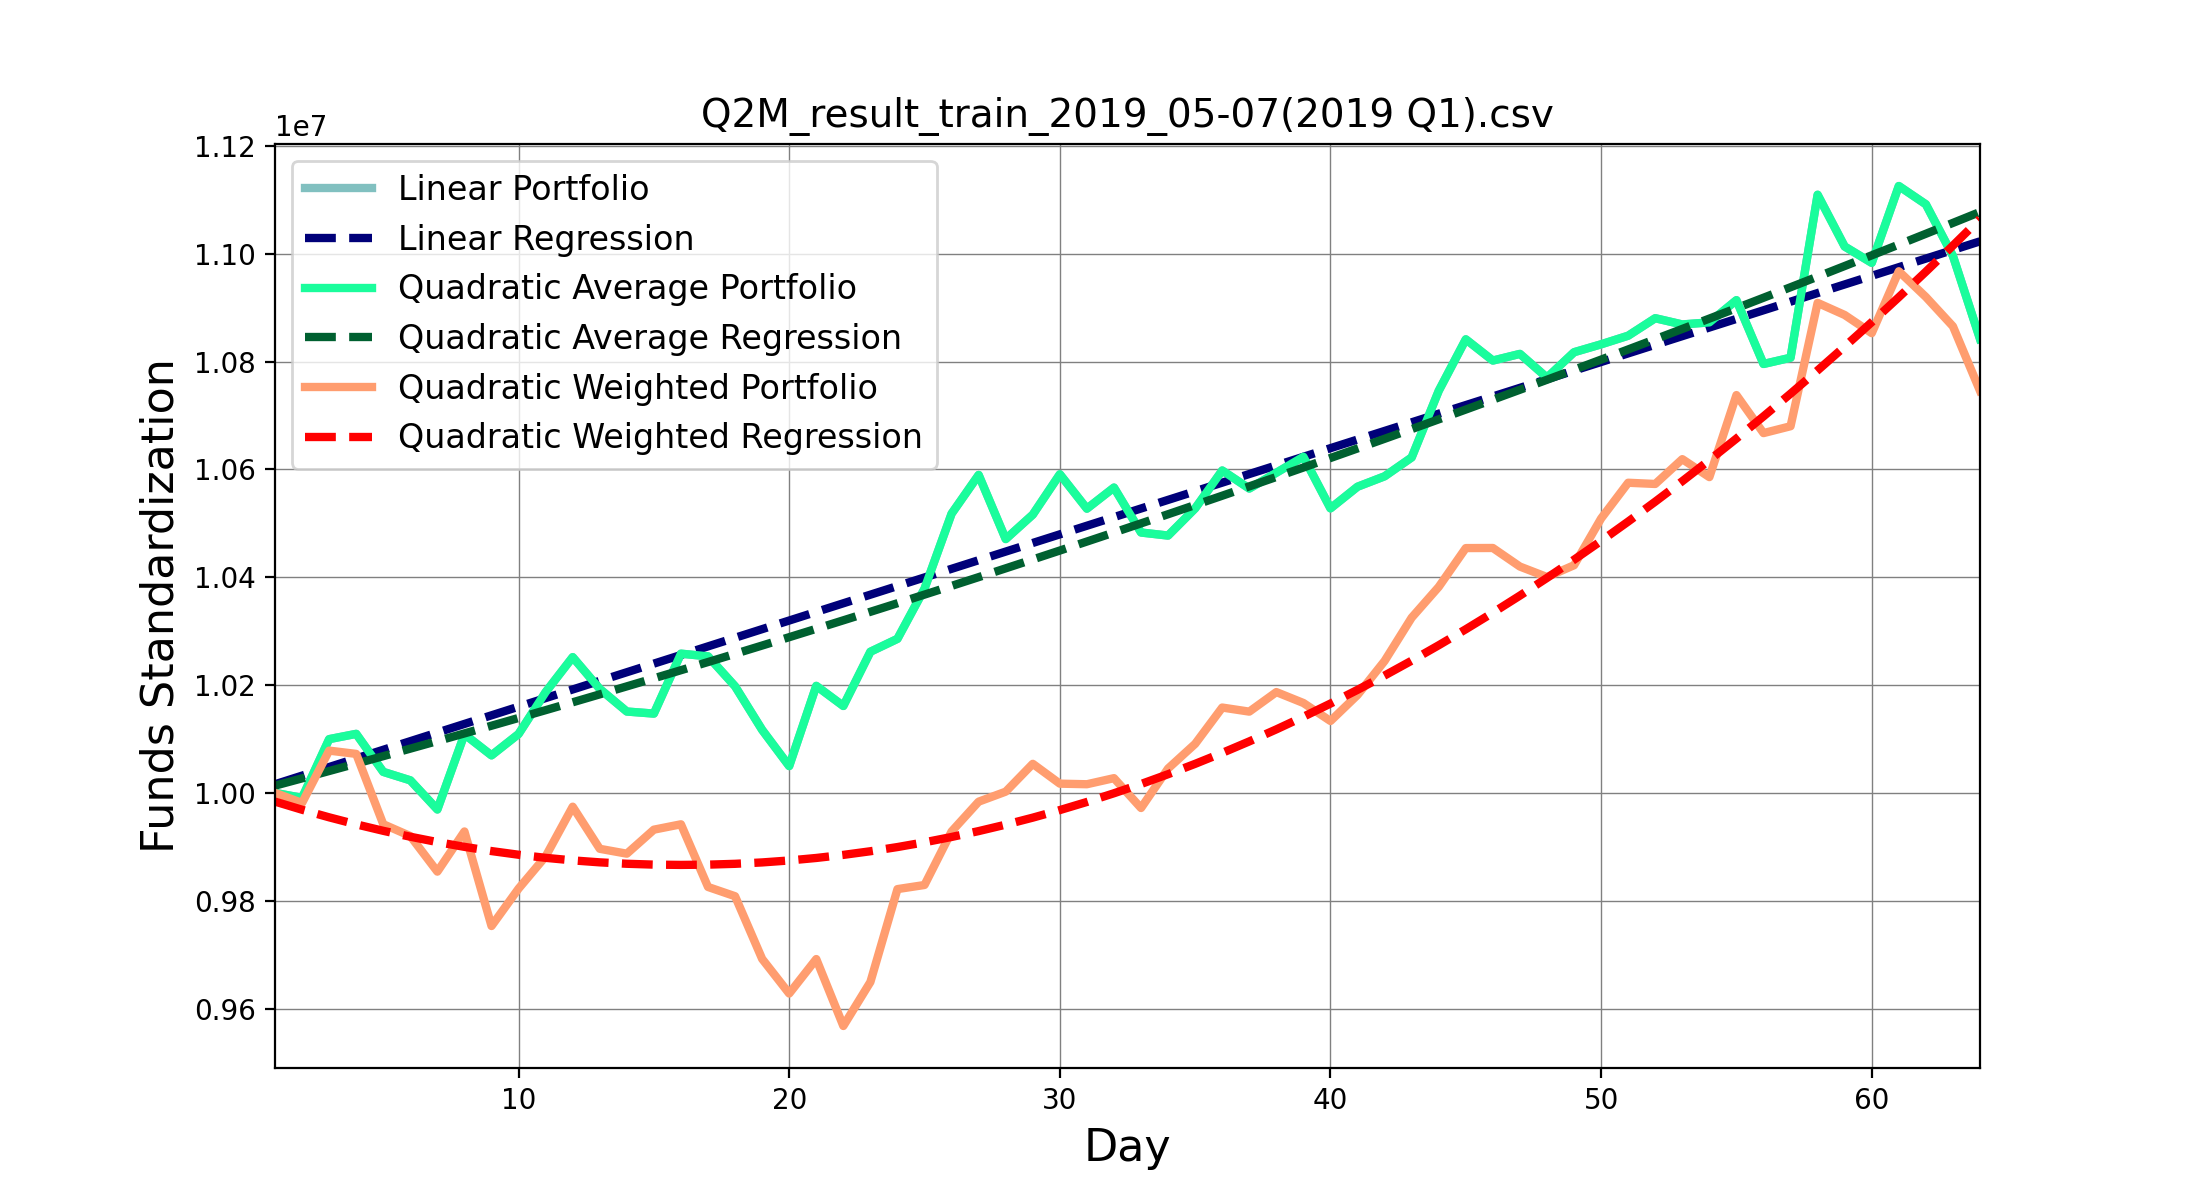 Q2M_result_train_2019_05-07(2019 Q1).csv
1e7
1.12
1.10
1.08
1.06
1.04
1.02
1.00
0.98
0.96
Funds Standardization
Linear Portfolio
Linear Regression
Quadratic Average Portfolio
Quadratic Average Regression
Quadratic Weighted Portfolio
Quadratic Weighted Regression
10 20 30 40 50 60
Day